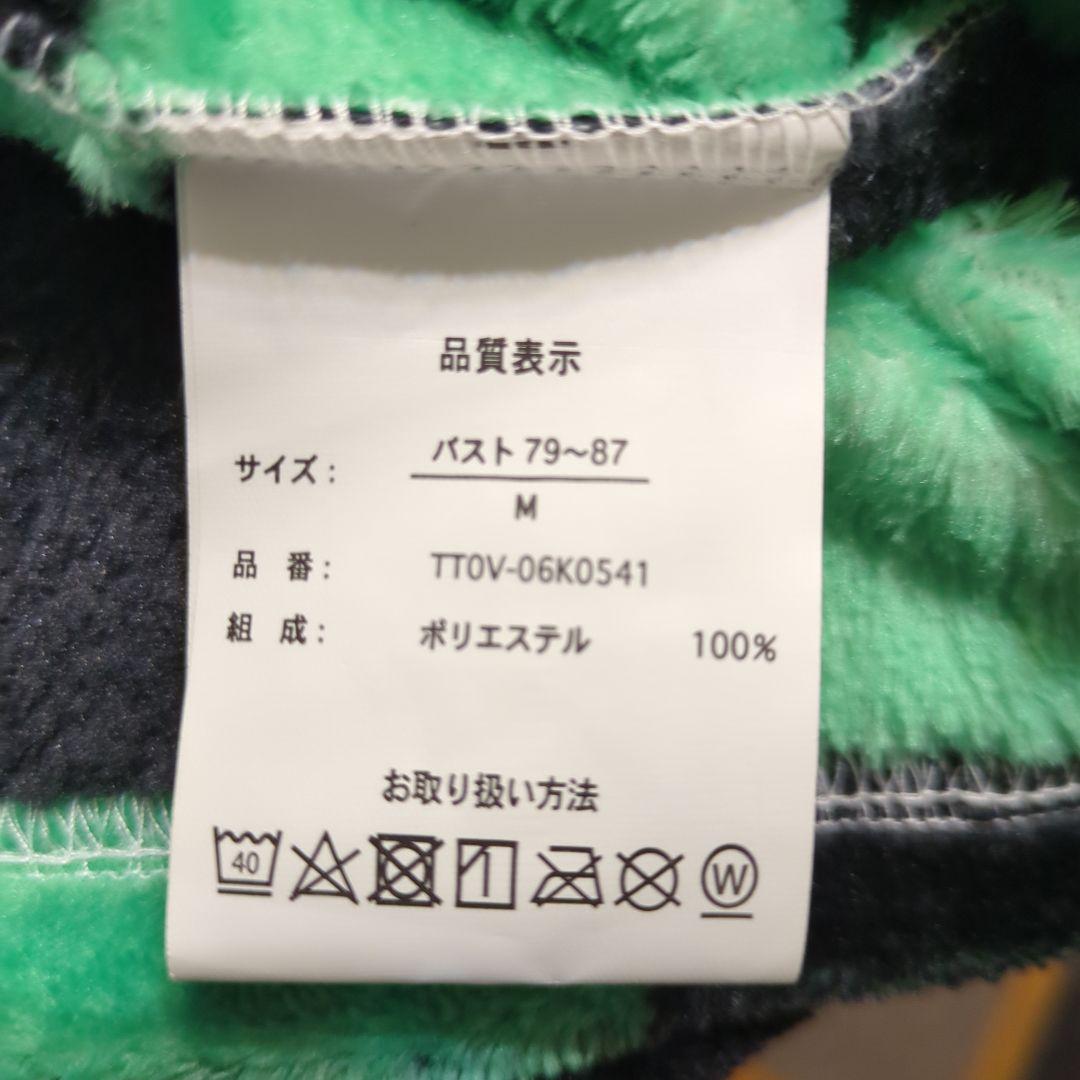 品質表示
サイズ: バスト 79～87
M
品 番: TT0V-06K0541
組 成: ポリエステル 100%
お取り扱い方法
40 W